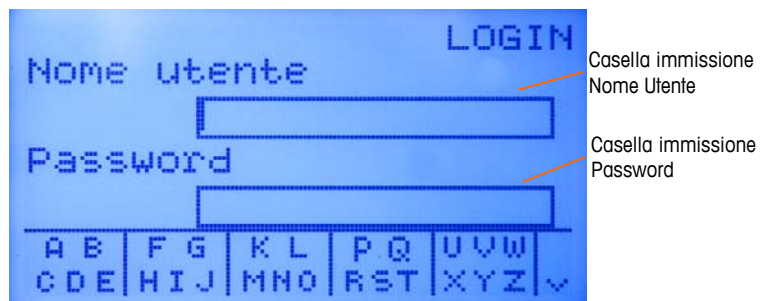 LOGIN
Nome utente
Casella immissione
Nome Utente
Password
Casella immissione
Password
A B F G K L P Q U V W
C D E H I J M N O R S T X Y Z